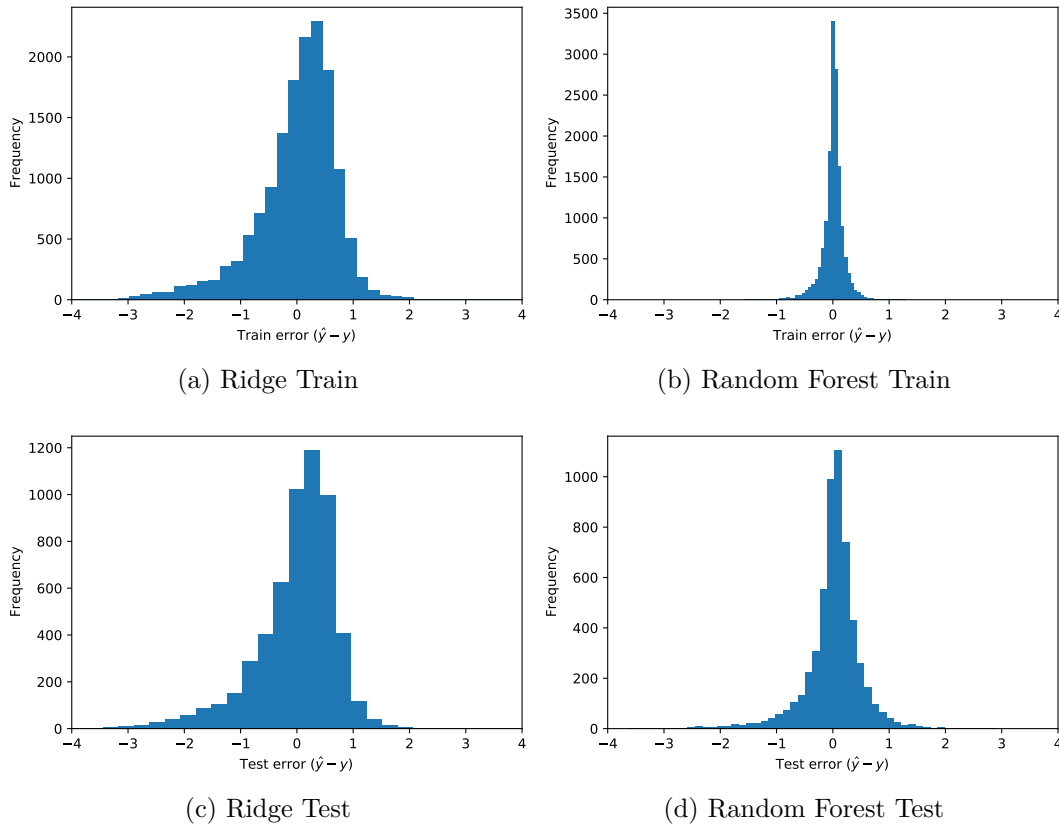 2000
1500
1000
500
0
Frequency
−4 −3 −2 −1 0 1 2 3 4
Train error (ŷ − y)
(a) Ridge Train
3500
3000
2500
2000
1500
1000
500
0
Frequency
−4 −3 −2 −1 0 1 2 3 4
Train error (ŷ − y)
(b) Random Forest Train
1200
1000
800
600
400
200
0
Frequency
−4 −3 −2 −1 0 1 2 3 4
Test error (ŷ − y)
(c) Ridge Test
1000
800
600
400
200
0
Frequency
−4 −3 −2 −1 0 1 2 3 4
Test error (ŷ − y)
(d) Random Forest Test